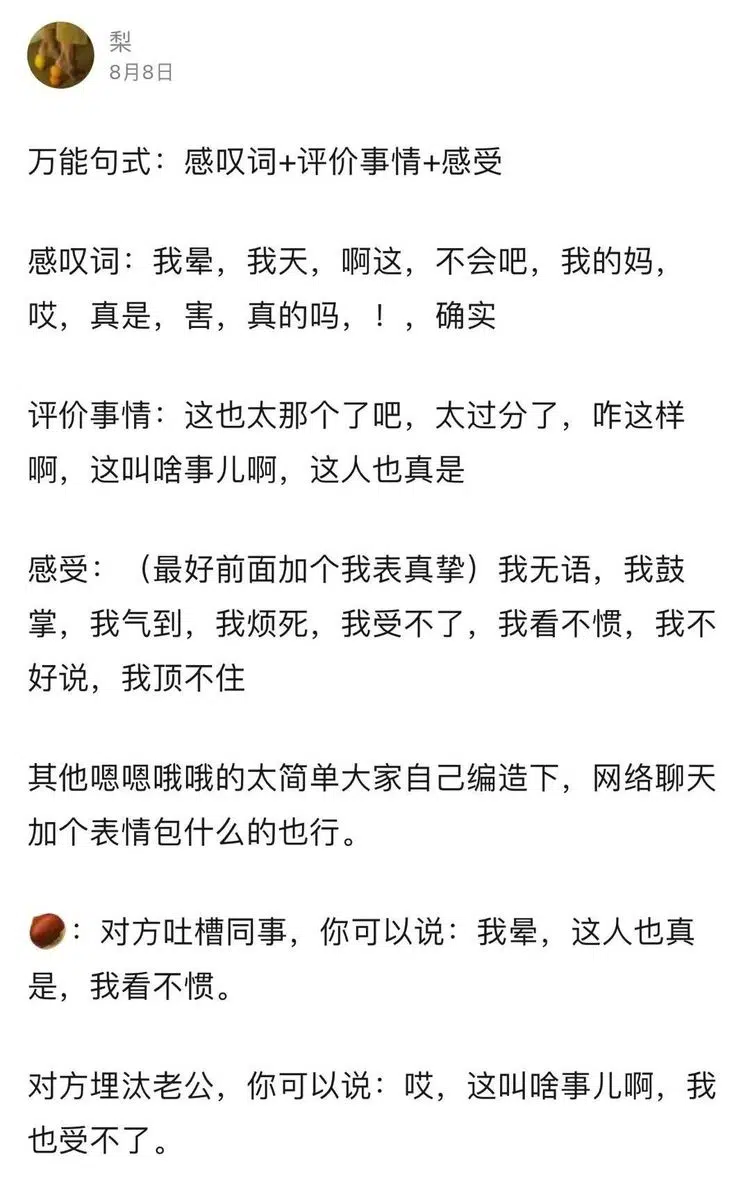 梨
8月8日
万能句式：感叹词+评价事情+感受
感叹词：我晕，我天，啊这，不会吧，我的妈，
哎，真是，害，真的吗，！，确实
评价事情：这也太那个了吧，太过分了，咋这样
啊，这叫啥事儿啊，这人也真是
感受：（最好前面加个我表真挚）我无语，我鼓
掌，我气到，我烦死，我受不了，我看不惯，我不
好说，我顶不住
其他嗯嗯哦哦的太简单大家自己编造下，网络聊天
加个表情包什么的也行。
🌰：对方吐槽同事，你可以说：我晕，这人也真
是，我看不惯。
对方埋汰老公，你可以说：哎，这叫啥事儿啊，我
也受不了。